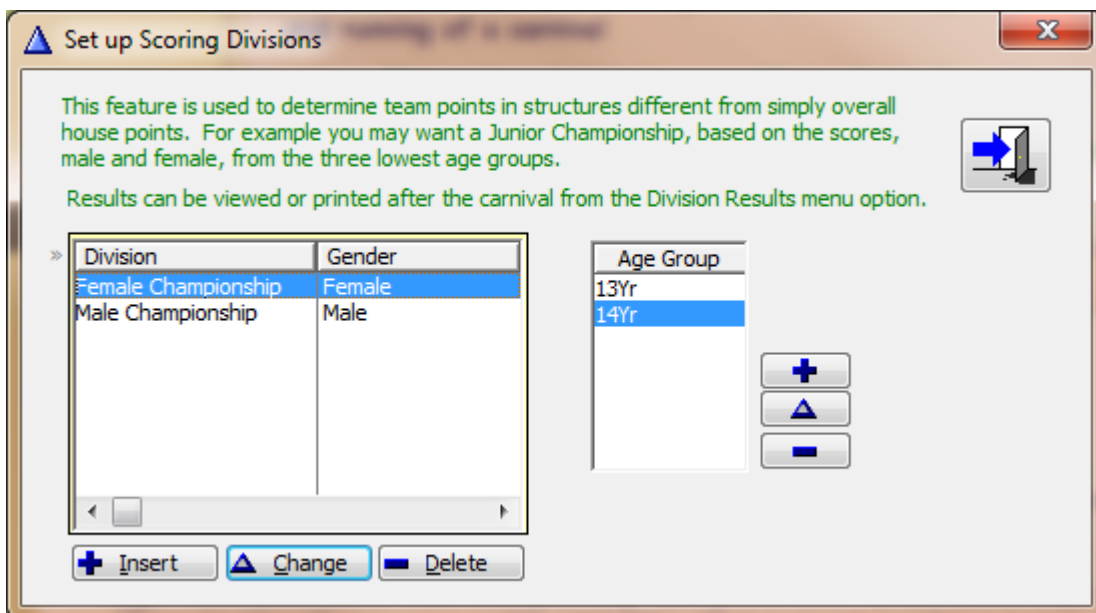 running of a carnival
Set up Scoring Divisions
This feature is used to determine team points in structures different from simply overall
house points. For example you may want a Junior Championship, based on the scores,
male and female, from the three lowest age groups.
Results can be viewed or printed after the carnival from the Division Results menu option.
Division Gender
Female Championship Female
Male Championship Male
Age Group
13Yr
14Yr
Insert Change Delete